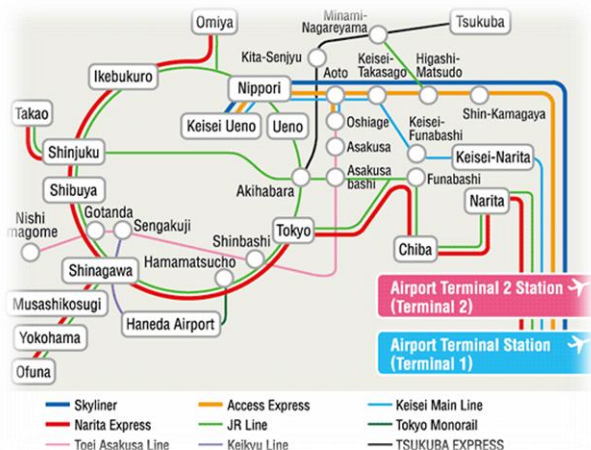 Omiya
Minami-
Nagareyama
Tsukuba
Kita-Senjyu
Ikebukuro
Nippori
Aoto
Keisei-
Takasago
Higashi-
Matsudo
Takao
Keisei Ueno
Ueno
Oshiage
Shin-Kamagaya
Shinjuku
Asakusa
Keisei-
Funabashi
Keisei-Narita
Shibuya
Akihabara
Asakusa
bashi
Funabashi
Narita
Nishi
magome
Gotanda
Sengakuji
Tokyo
Shinbashi
Chiba
Shinagawa
Hamamatsucho
Musashikosugi
Haneda Airport
Yokohama
Ofuna
Airport Terminal 2 Station
(Terminal 2)
Airport Terminal Station
(Terminal 1)
Skyliner
Access Express
Keisei Main Line
Narita Express
JR Line
Tokyo Monorail
Toei Asakusa Line
Keikyu Line
TSUKUBA EXPRESS